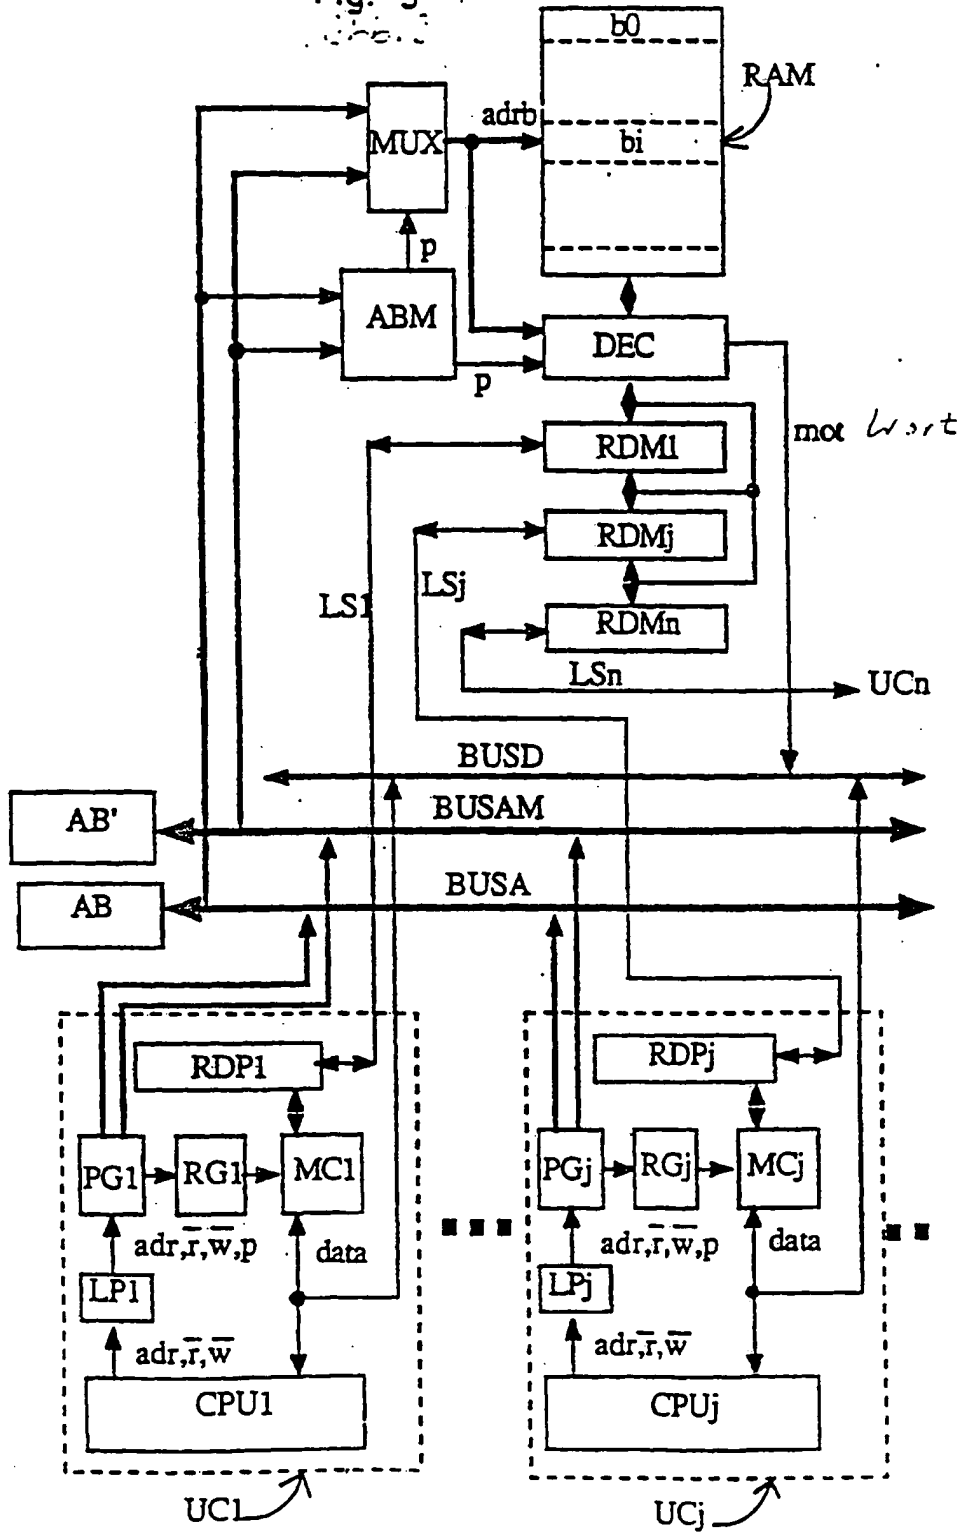 b0
RAM
adrb
MUX
bi
p
ABM
DEC
p
mot Wort
RDM1
RDMj
LSj
LS1
RDMn
LSn
UCn
BUSD
AB'
BUSAM
AB
BUSA
RDP1
RDPj
PG1
RG1
MC1
PGj
RGj
MCj
adr,r̅,w̅,p
data
adr,r̅,w̅,p
data
LP1
LPj
adr,r̅,w̅
adr,r̅,w̅
CPU1
CPUj
UC1
UCj